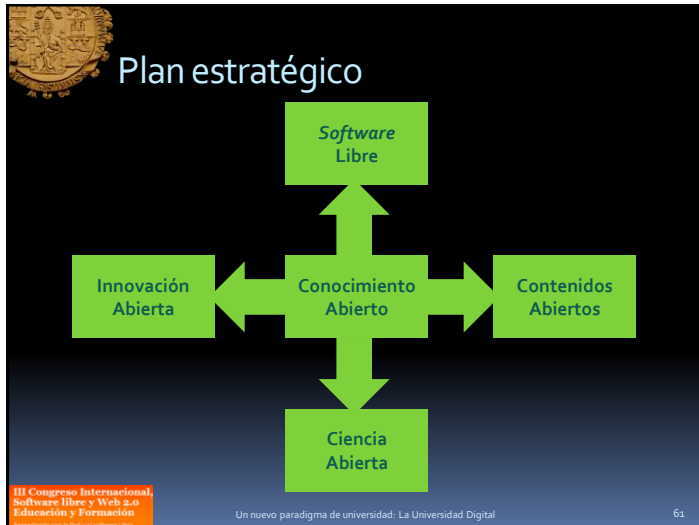 Plan estratégico
Software
Libre
Innovación
Abierta
Conocimiento
Abierto
Contenidos
Abiertos
Ciencia
Abierta
III Congreso Internacional,
Software libre y Web 2.0
Educación y Formación
Un nuevo paradigma de universidad: La Universidad Digital
61